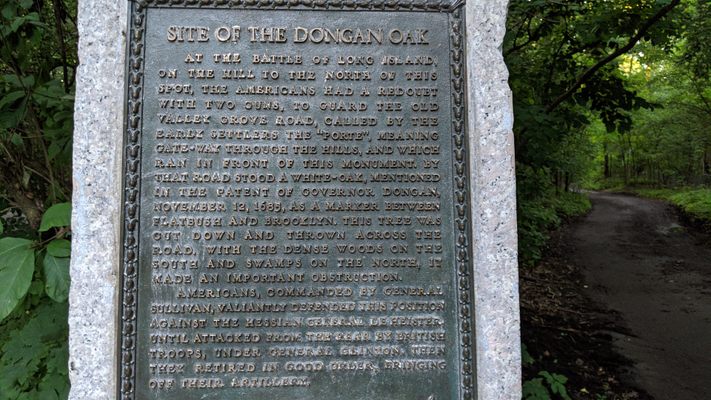 SITE OF THE DONGAN OAK
AT THE BATTLE OF LONG ISLAND,
ON THE HILL TO THE NORTH OF THIS
SPOT, THE AMERICANS HAD A REDOUBT
WITH TWO GUNS, TO GUARD THE OLD
VALLEY GROVE ROAD, CALLED BY THE
EARLY SETTLERS THE "PORTE", MEANING
GATE-WAY THROUGH THE HILLS, AND WHICH
RAN IN FRONT OF THIS MONUMENT. BY
THAT ROAD STOOD A WHITE-OAK, MENTIONED
IN THE PATENT OF GOVERNOR DONGAN,
NOVEMBER 12, 1685, AS A MARKER BETWEEN
FLATBUSH AND BROOKLYN. THIS TREE WAS
CUT DOWN AND THROWN ACROSS THE
ROAD, WITH THE DENSE WOODS ON THE
SOUTH AND SWAMPS ON THE NORTH, IT
MADE AN IMPORTANT OBSTRUCTION.
AMERICANS, COMMANDED BY GENERAL
SULLIVAN, VALIANTLY DEFENDED THIS POSITION
AGAINST THE HESSIAN GENERAL DE HEISTER,
UNTIL ATTACKED FROM THE REAR BY BRITISH
TROOPS, UNDER GENERAL CLINTON. THEN
THEY RETIRED IN GOOD ORDER, BRINGING
OFF THEIR ARTILLERY.